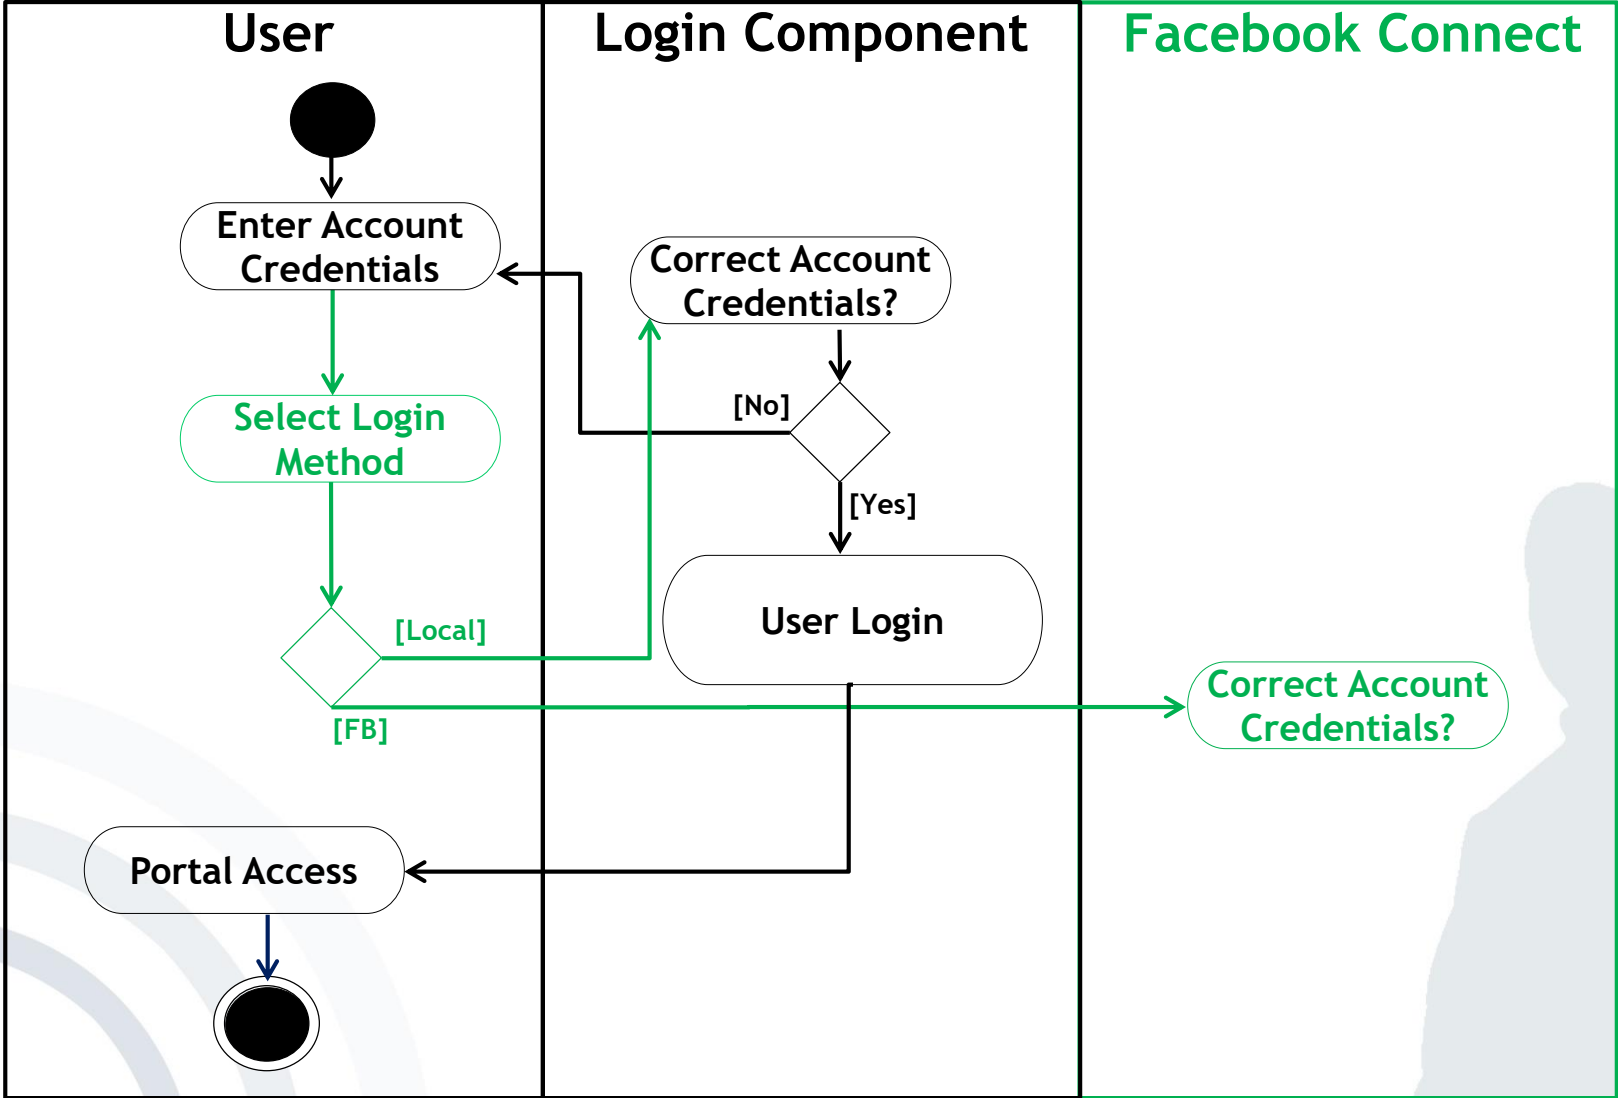 User
Login Component
Facebook Connect
Enter Account
Credentials
Correct Account
Credentials?
[No]
Select Login
Method
[Yes]
[Local]
User Login
[FB]
Correct Account
Credentials?
Portal Access